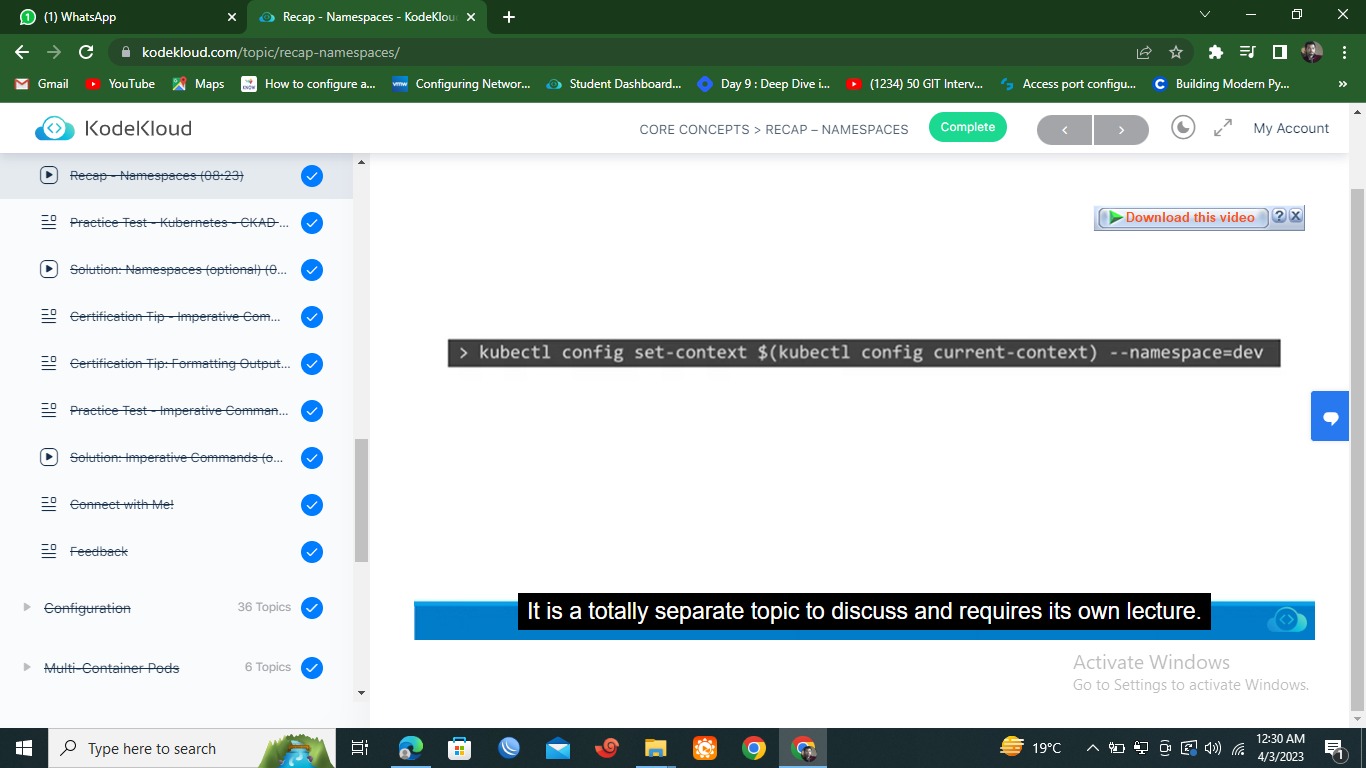 (1) WhatsApp
Recap - Namespaces - KodeKlou
kodekloud.com/topic/recap-namespaces/
Gmail
YouTube
Maps
How to configure a...
Configuring Networ...
Student Dashboard...
Day 9 : Deep Dive i...
(1234) 50 GIT Interv...
Access port configu...
Building Modern Py...
»
KodeKloud
CORE CONCEPTS > RECAP – NAMESPACES
Complete
My Account
Recap - Namespaces (08:23)
Practice Test - Kubernetes - CKAD ...
Solution: Namespaces (optional) (0...
Certification Tip - Imperative Com...
Certification Tip: Formatting Output...
Practice Test - Imperative Comman...
Solution: Imperative Commands (o...
Connect with Me!
Feedback
Configuration 36 Topics
Multi-Container Pods 6 Topics
Download this video ? X
> kubectl config set-context $(kubectl config current-context) --namespace=dev
It is a totally separate topic to discuss and requires its own lecture.
Activate Windows
Go to Settings to activate Windows.
Type here to search
19°C
12:30 AM
4/3/2023
1